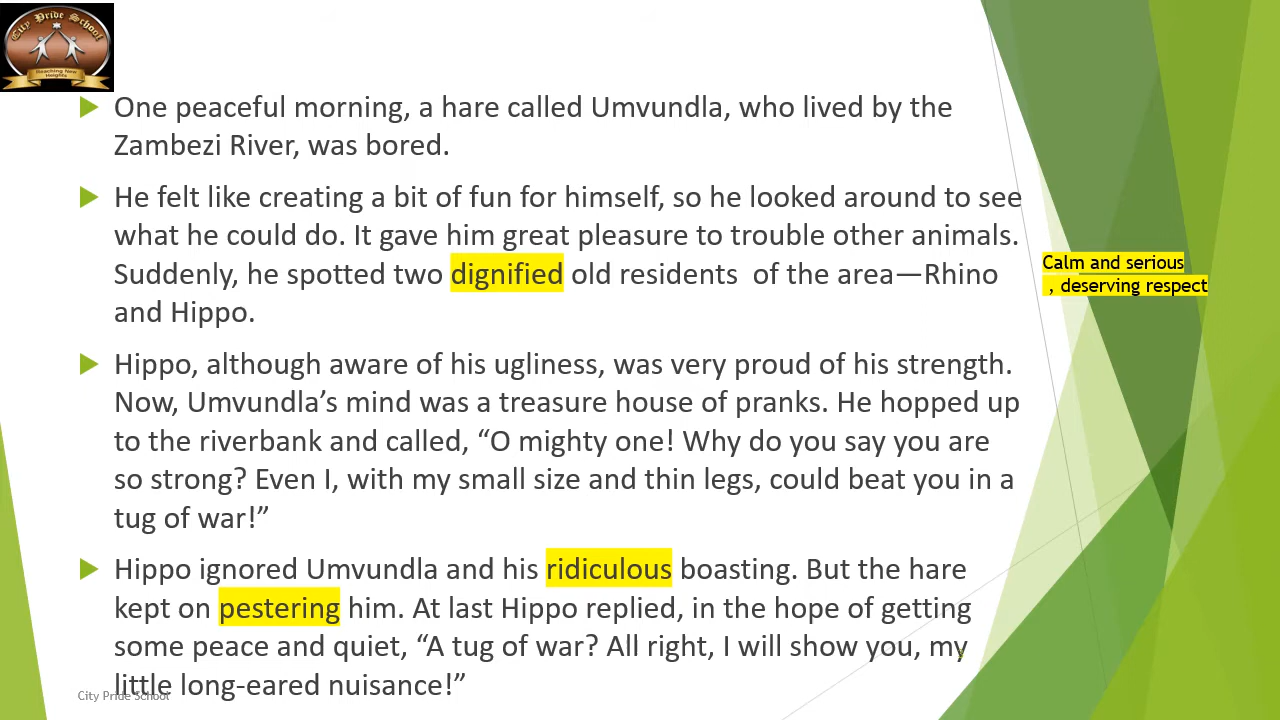 City Pride School
Reaching New
Heights
One peaceful morning, a hare called Umvundla, who lived by the
Zambezi River, was bored.
He felt like creating a bit of fun for himself, so he looked around to see
what he could do. It gave him great pleasure to trouble other animals.
Suddenly, he spotted two dignified old residents  of the area—Rhino
and Hippo.
Calm and serious
, deserving respect
Hippo, although aware of his ugliness, was very proud of his strength.
Now, Umvundla’s mind was a treasure house of pranks. He hopped up
to the riverbank and called, “O mighty one! Why do you say you are
so strong? Even I, with my small size and thin legs, could beat you in a
tug of war!”
Hippo ignored Umvundla and his ridiculous boasting. But the hare
kept on pestering him. At last Hippo replied, in the hope of getting
some peace and quiet, “A tug of war? All right, I will show you, my
little long-eared nuisance!”
City Pride School